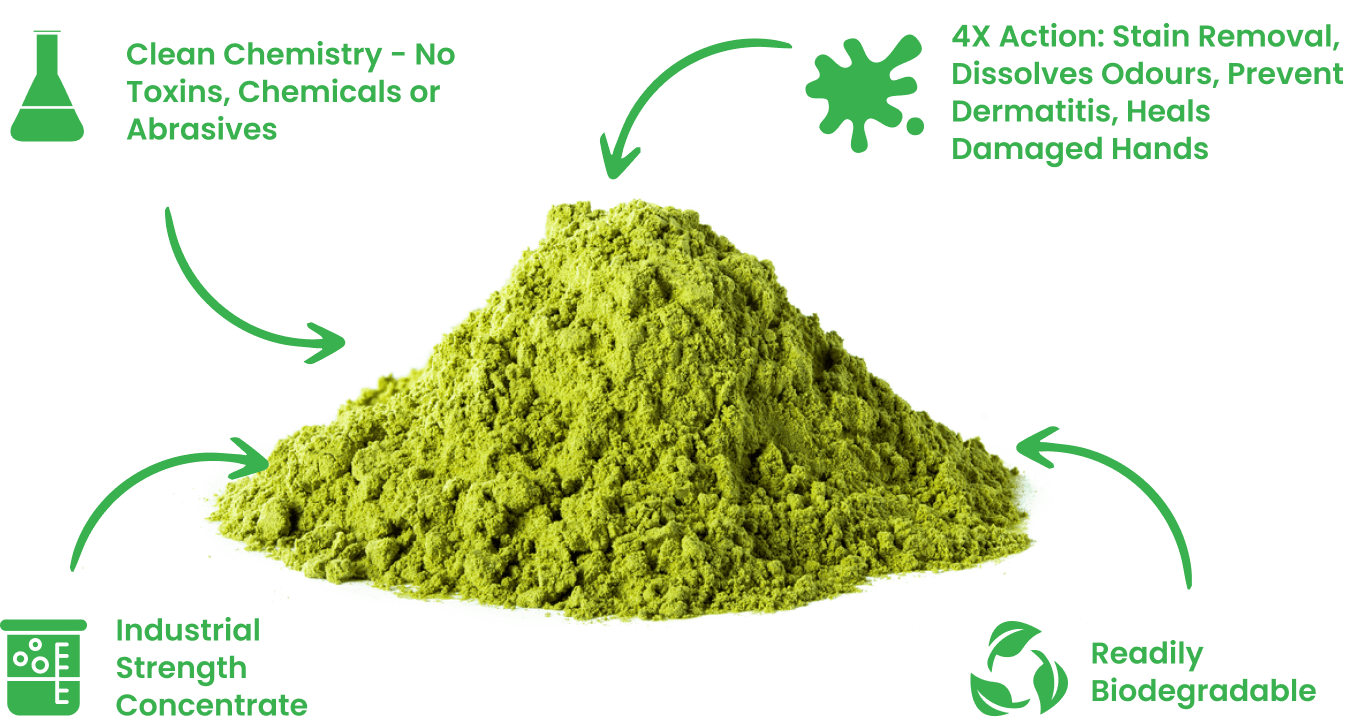 Clean Chemistry - No
Toxins, Chemicals or
Abrasives
4X Action: Stain Removal,
Dissolves Odours, Prevent
Dermatitis, Heals
Damaged Hands
Industrial
Strength
Concentrate
Readily
Biodegradable